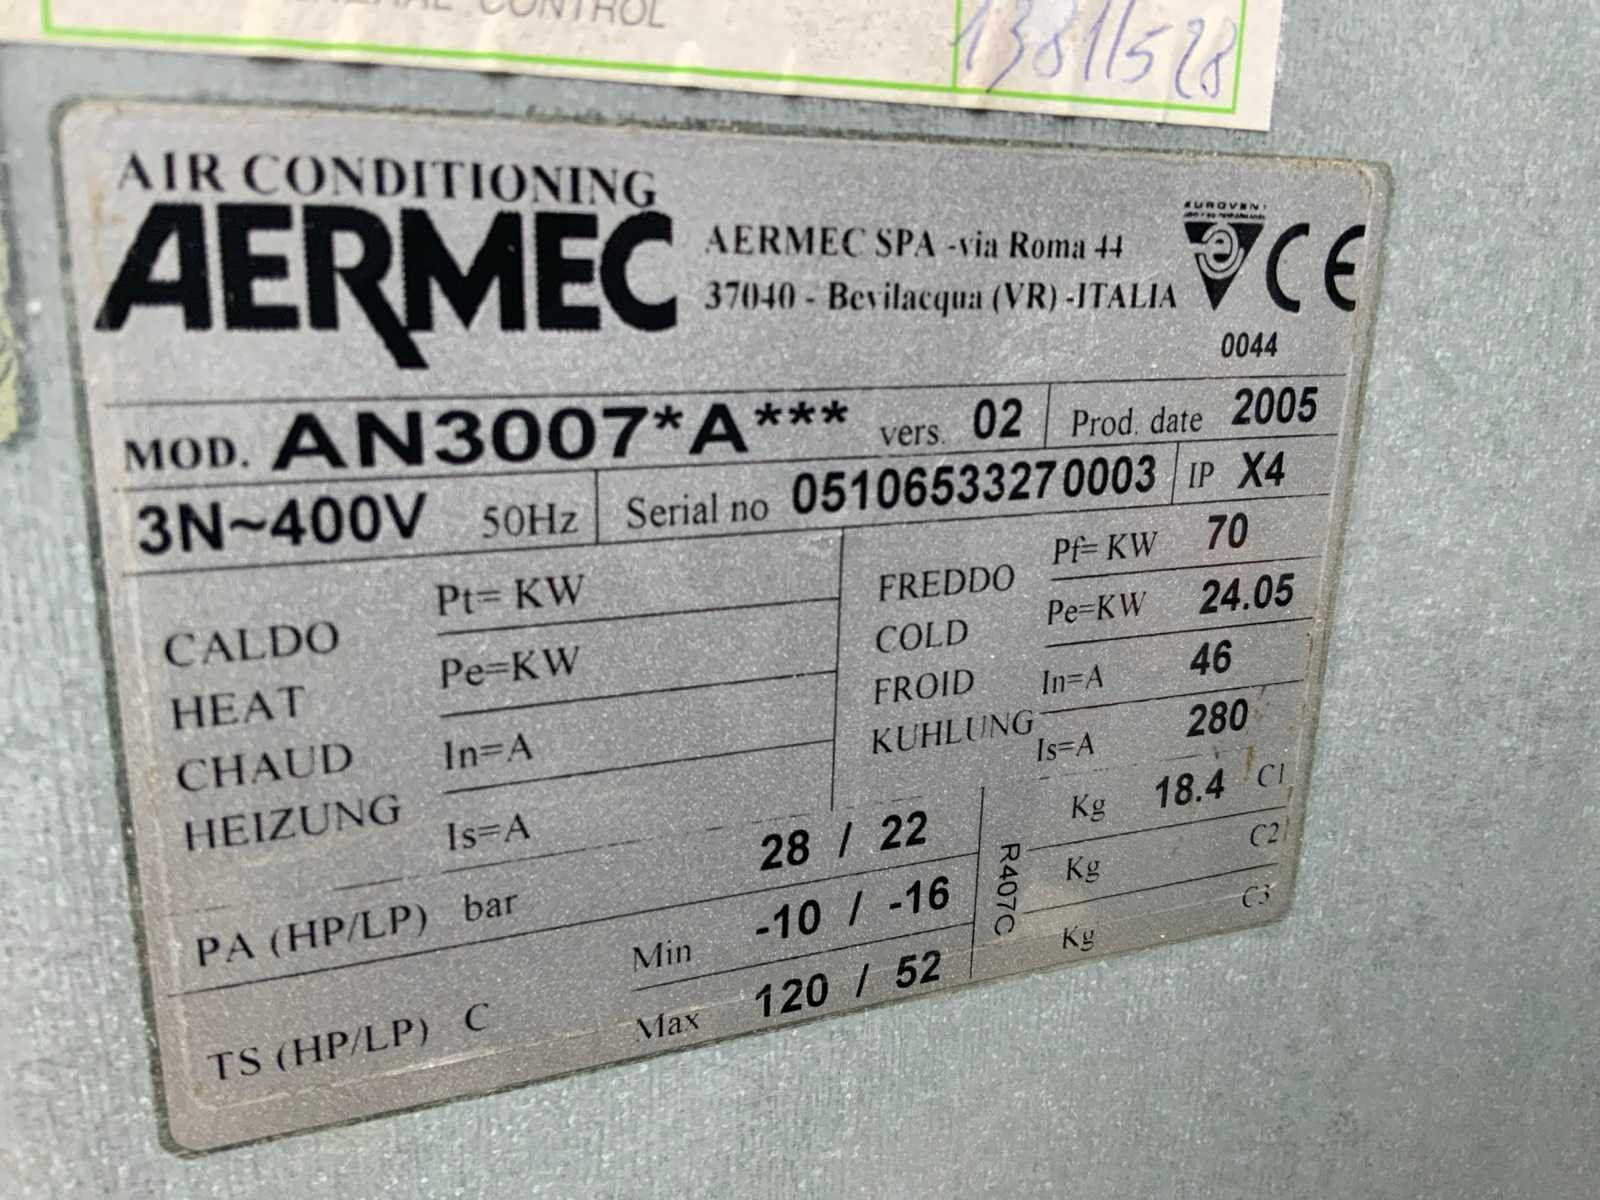 CONTROL
1381/528
AIR CONDITIONING
AERMEC
AERMEC SPA -via Roma 44
37040 - Bevilacqua (VR) -ITALIA
CE
0044
MOD. AN3007*A*** vers. 02 Prod. date 2005
3N~400V 50Hz Serial no 05106533270003 IP X4
CALDO
HEAT
CHAUD
HEIZUNG
Pt= KW
Pe=KW
In=A
Is=A
FREDDO
COLD
FROID
KUHLUNG
Pf= KW 70
Pe=KW 24.05
In=A 46
Is=A 280
PA (HP/LP) bar 28 / 22
TS (HP/LP) C Min -10 / -16
Max 120 / 52
R407C
Kg 18.4 C1
Kg C2
Kg C3